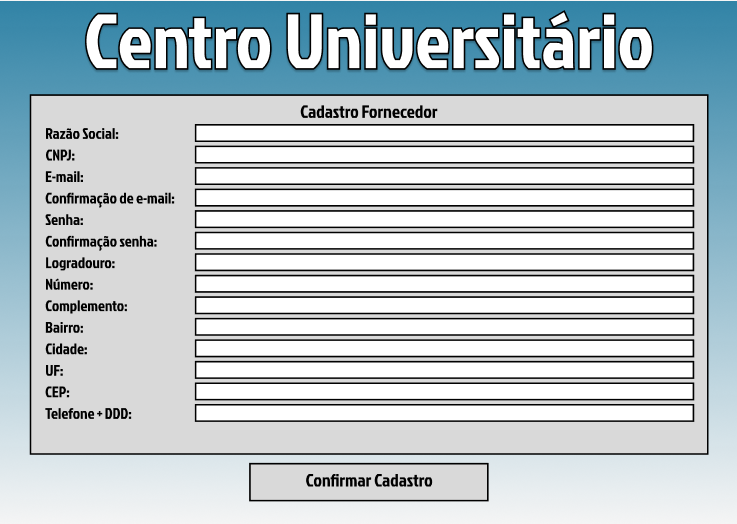 Centro Universitário
Cadastro Fornecedor
Razão Social:
CNPJ:
E-mail:
Confirmação de e-mail:
Senha:
Confirmação senha:
Logradouro:
Número:
Complemento:
Bairro:
Cidade:
UF:
CEP:
Telefone + DDD:
Confirmar Cadastro